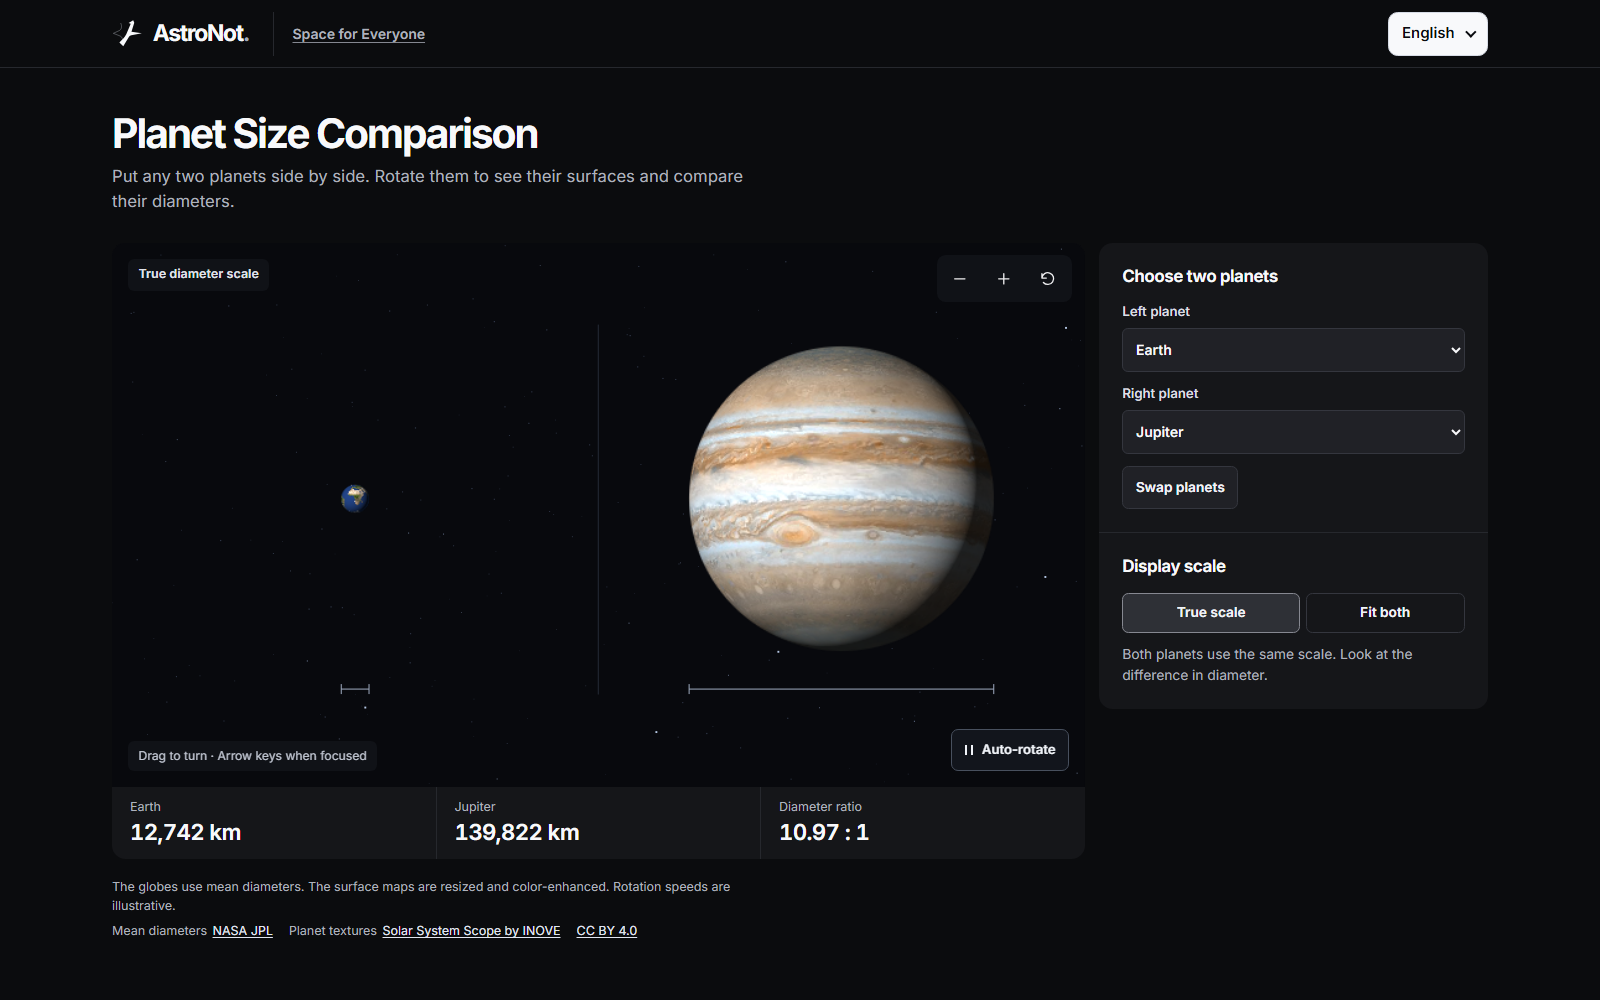 AstroNot.
Space for Everyone
English
Planet Size Comparison
Put any two planets side by side. Rotate them to see their surfaces and compare
their diameters.
True diameter scale
Drag to turn · Arrow keys when focused
Auto-rotate
Earth
12,742 km
Jupiter
139,822 km
Diameter ratio
10.97 : 1
Choose two planets
Left planet
Earth
Right planet
Jupiter
Swap planets
Display scale
True scale
Fit both
Both planets use the same scale. Look at the
difference in diameter.
The globes use mean diameters. The surface maps are resized and color-enhanced. Rotation speeds are
illustrative.
Mean diameters NASA JPL Planet textures Solar System Scope by INOVE CC BY 4.0